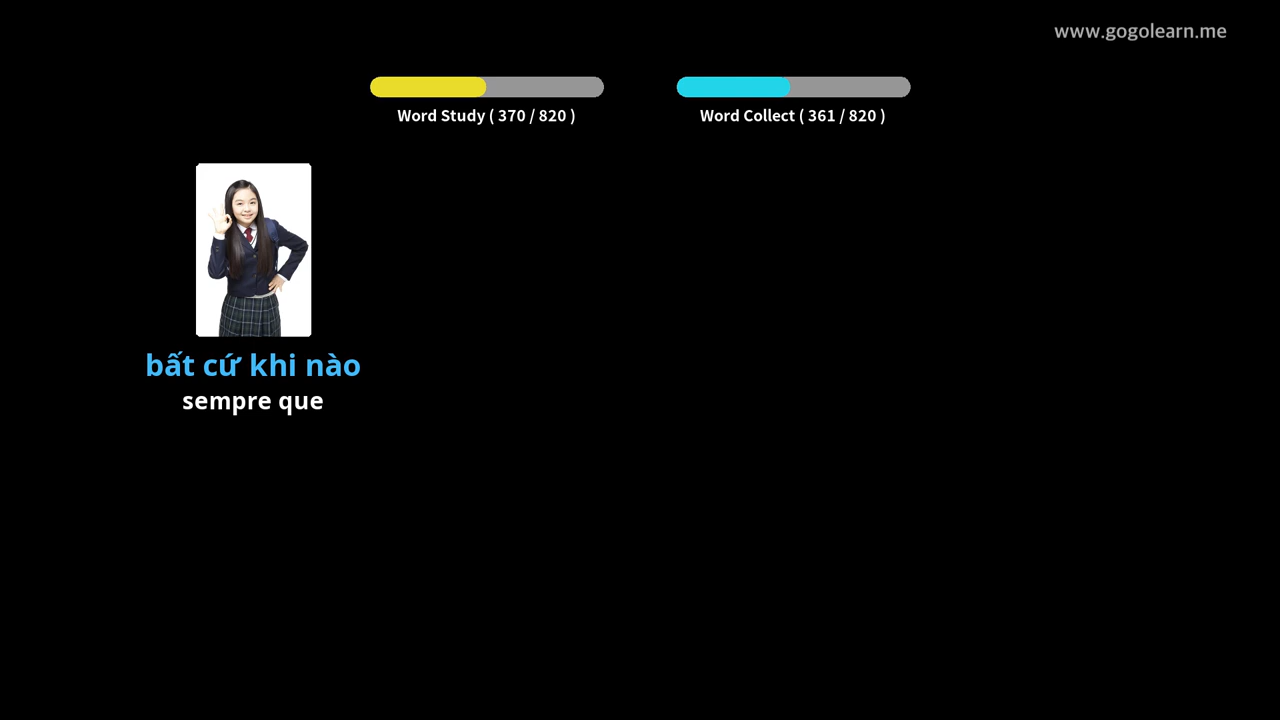 www.gogolearn.me
Word Study ( 370 / 820 )
Word Collect ( 361 / 820 )
bất cứ khi nào
sempre que